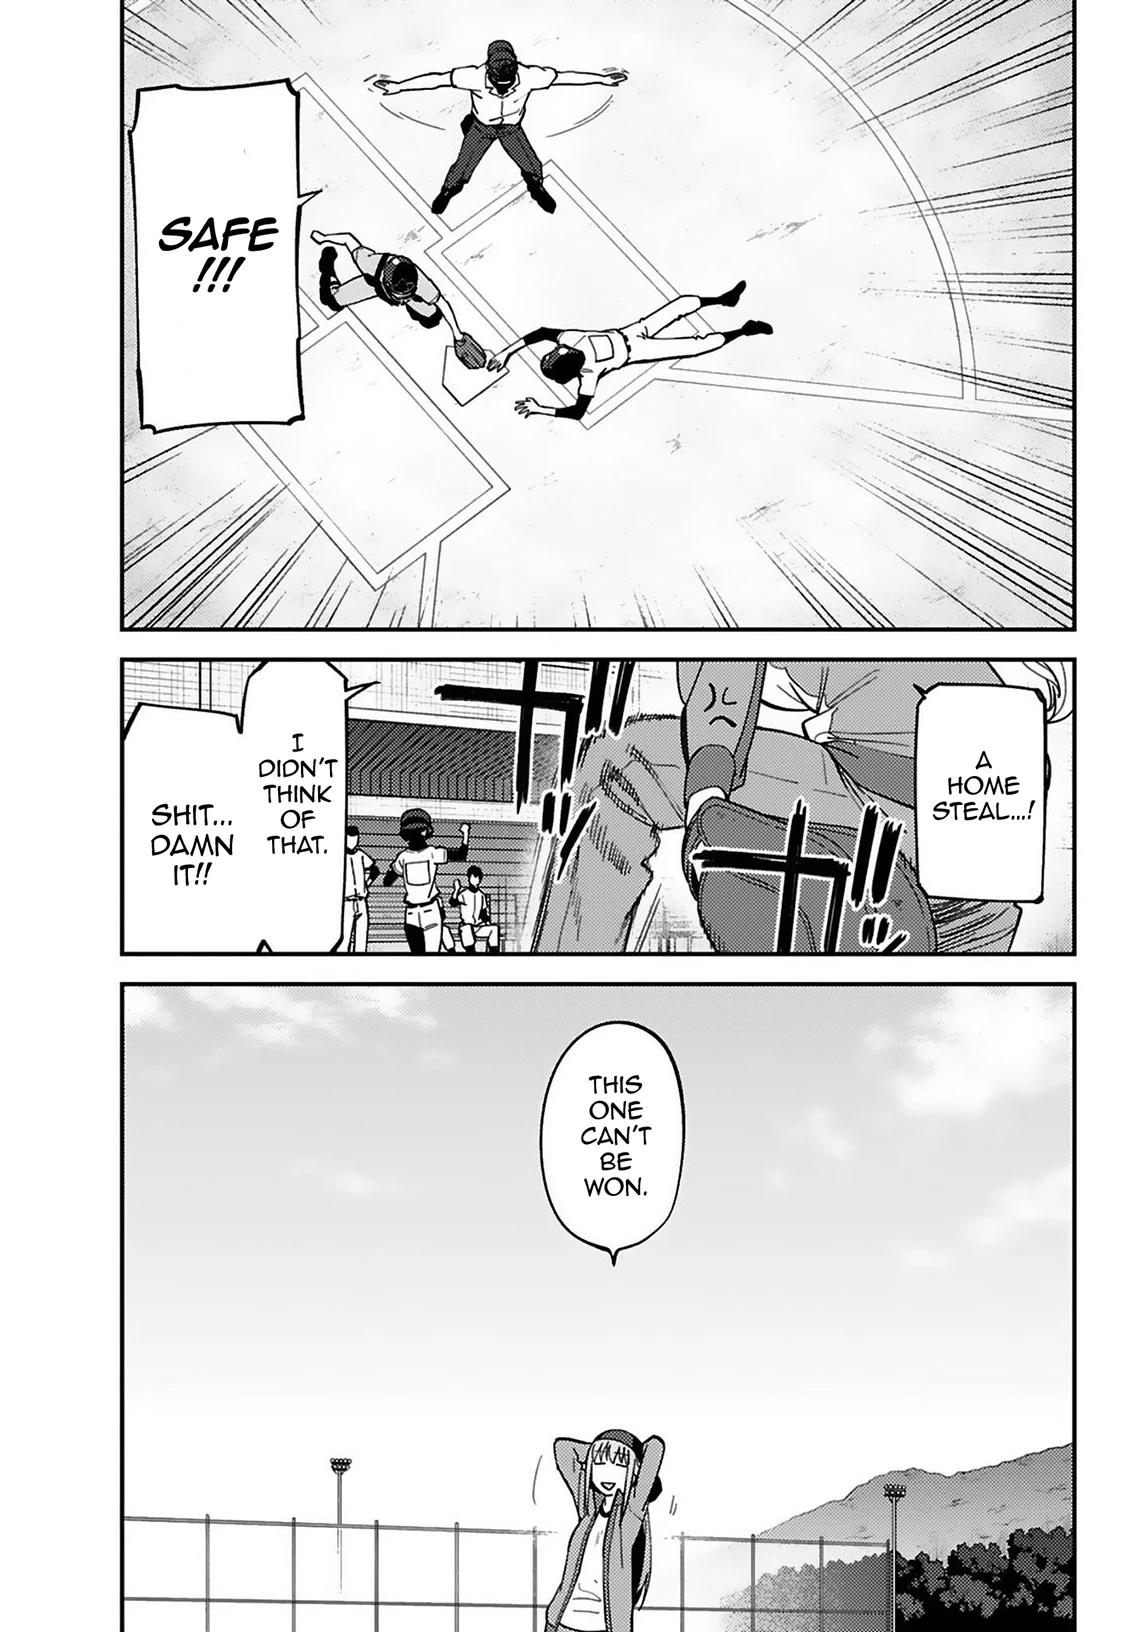 SAFE
!!!
A
HOME
STEAL...!
I
DIDN'T
THINK
OF
THAT.
SHIT...
DAMN
IT!!
THIS
ONE
CAN'T
BE
WON.